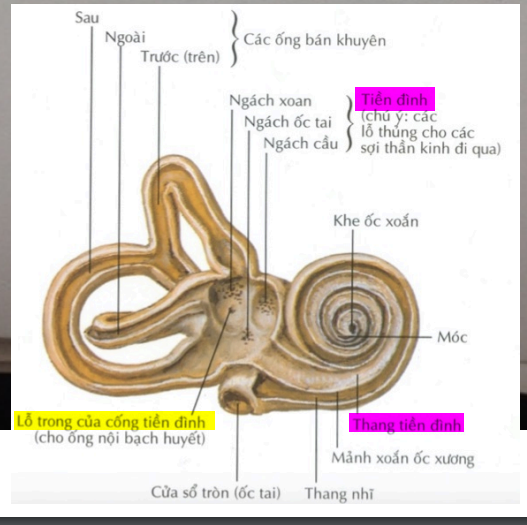 Sau
Ngoài
Trước (trên)
Các ống bán khuyên
Ngách xoan
Ngách ốc tai
Ngách cầu
Tiền đình
(chú ý: các
lỗ thủng cho các
sợi thần kinh đi qua)
Khe ốc xoắn
Móc
Lỗ trong của cống tiền đình
(cho ống nội bạch huyết)
Thang tiền đình
Mảnh xoắn ốc xương
Cửa sổ tròn (ốc tai)
Thang nhĩ